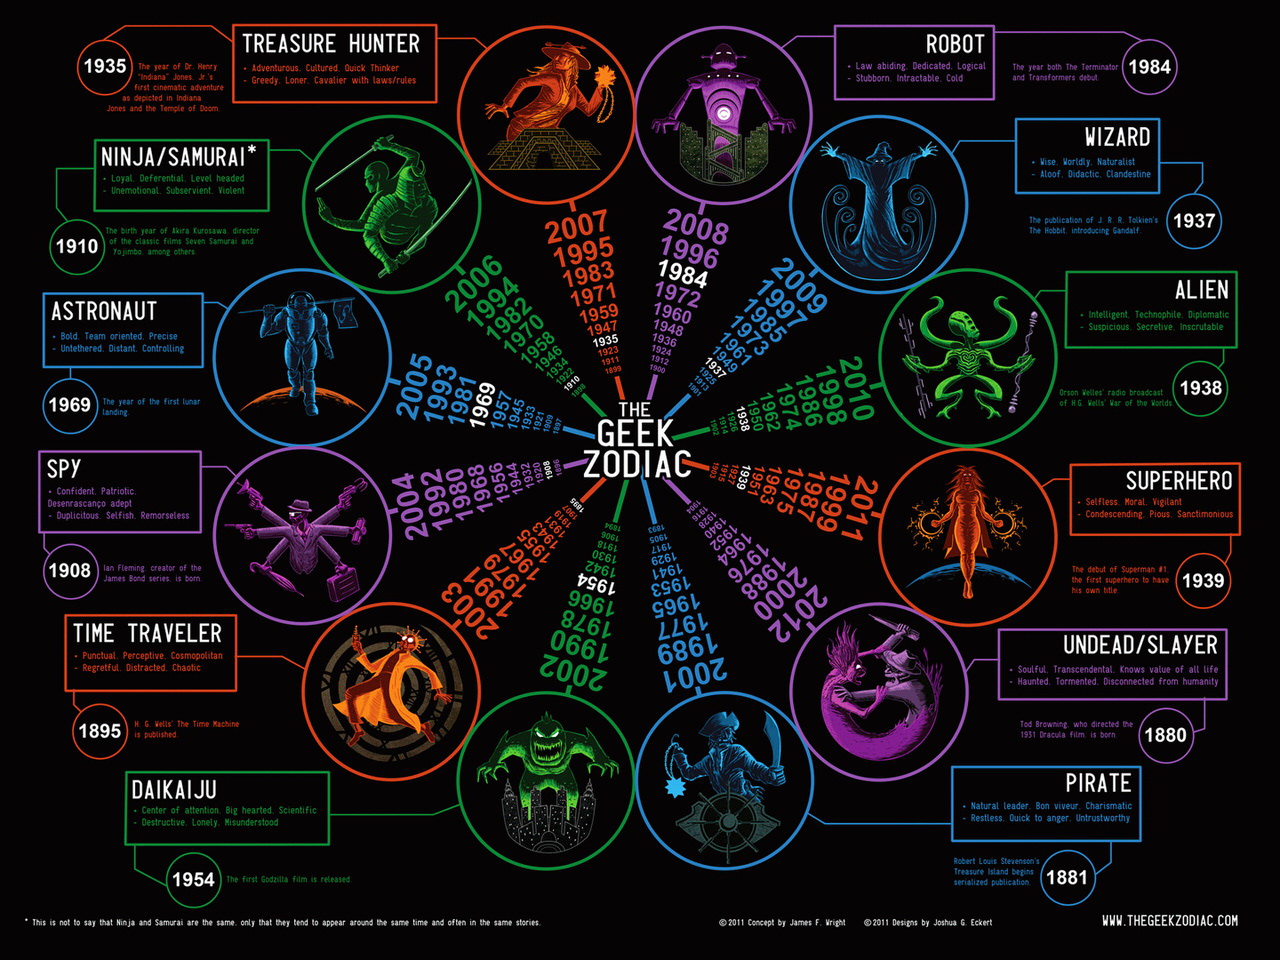 TREASURE HUNTER
+ Adventurous. Cultured. Quick Thinker
- Greedy. Loner. Cavalier with laws/rules
1935
The year of Dr. Henry
"Indiana" Jones. Jr.'s
first cinematic adventure
as depicted in Indiana
Jones and the Temple of Doom.
ROBOT
+ Law abiding. Dedicated. Logical
- Stubborn. Intractable. Cold
The year both The Terminator
and Transformers debut.
1984
NINJA/SAMURAI*
+ Loyal. Deferential. Level headed
- Unemotional. Subservient. Violent
1910
The birth year of Akira Kurosawa. director
of the classic films Seven Samurai and
Yojimbo. among others.
WIZARD
+ Wise. Worldly. Naturalist
- Aloof. Didactic. Clandestine
The publication of J. R. R. Tolkien's
The Hobbit. introducing Gandalf.
1937
ASTRONAUT
+ Bold. Team oriented. Precise
- Untethered. Distant. Controlling
1969
The year of the first lunar
landing.
ALIEN
+ Intelligent. Technophile. Diplomatic
- Suspicious. Secretive. Inscrutable
Orson Welles' radio broadcast
of H.G. Wells' War of the Worlds.
1938
SPY
+ Confident. Patriotic.
Desenrascanço adept
- Duplicitous. Selfish. Remorseless
1908
Ian Fleming. creator of the
James Bond series. is born.
SUPERHERO
+ Selfless. Moral. Vigilant
- Condescending. Pious. Sanctimonious
The debut of Superman #1.
the first superhero to have
his own title.
1939
TIME TRAVELER
+ Punctual. Perceptive. Cosmopolitan
- Regretful. Distracted. Chaotic
1895
H. G. Wells' The Time Machine
is published.
UNDEAD/SLAYER
+ Soulful. Transcendental. Knows value of all life
- Haunted. Tormented. Disconnected from humanity
Tod Browning. who directed the
1931 Dracula film. is born.
1880
DAIKAIJU
+ Center of attention. Big hearted. Scientific
- Destructive. Lonely. Misunderstood
1954
The first Godzilla film is released.
PIRATE
+ Natural leader. Bon viveur. Charismatic
- Restless. Quick to anger. Untrustworthy
Robert Louis Stevenson's
Treasure Island begins
serialized publication.
1881
THE
GEEK
ZODIAC
2007
1995
1983
1971
1959
1947
1935
1923
1911
1899
2008
1996
1984
1972
1960
1948
1936
1924
1912
1900
2009
1997
1985
1973
1961
1949
1937
1925
1913
1901
2010
1998
1986
1974
1962
1950
1938
1926
1914
1902
2011
1999
1987
1975
1963
1951
1939
1927
1915
1903
2012
2000
1988
1976
1964
1952
1940
1928
1916
1904
2001
1989
1977
1965
1953
1941
1929
1917
1905
1893
2002
1990
1978
1966
1954
1942
1930
1918
1906
1894
2003
1991
1979
1967
1955
1943
1931
1919
1907
1895
2004
1992
1980
1968
1956
1944
1932
1920
1908
2005
1993
1981
1969
1957
1945
1933
1921
1909
1897
2006
1994
1982
1970
1958
1946
1934
1922
1910
1898
* This is not to say that Ninja and Samurai are the same. only that they tend to appear around the same time and often in the same stories.
©2011 Concept by James F. Wright ©2011 Designs by Joshua G. Eckert
WWW.THEGEEKZODIAC.COM